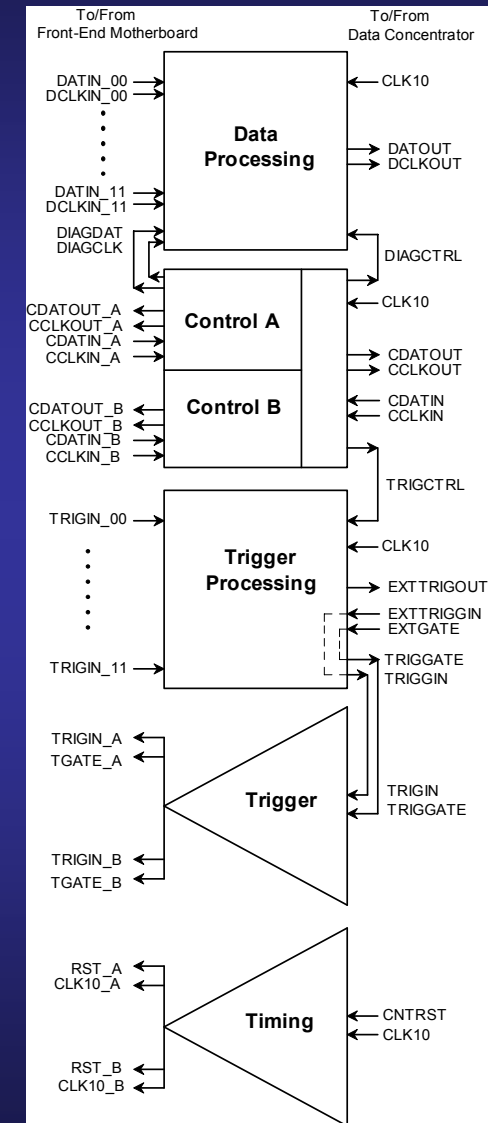 To/From
Front-End Motherboard
To/From
Data Concentrator
DATIN_00
DCLKIN_00
DATIN_11
DCLKIN_11
DIAGDAT
DIAGCLK
Data
Processing
CLK10
DATOUT
DCLKOUT
DIAGCTRL
CDATOUT_A
CCLKOUT_A
CDATIN_A
CCLKIN_A
Control A
CDATOUT_B
CCLKOUT_B
CDATIN_B
CCLKIN_B
Control B
CLK10
CDATOUT
CCLKOUT
CDATIN
CCLKIN
TRIGCTRL
TRIGIN_00
TRIGIN_11
Trigger
Processing
CLK10
EXTTRIGOUT
EXTTRIGGIN
EXTGATE
TRIGGATE
TRIGGIN
TRIGIN_A
TGATE_A
TRIGIN_B
TGATE_B
Trigger
TRIGIN
TRIGGATE
RST_A
CLK10_A
RST_B
CLK10_B
Timing
CNTRST
CLK10